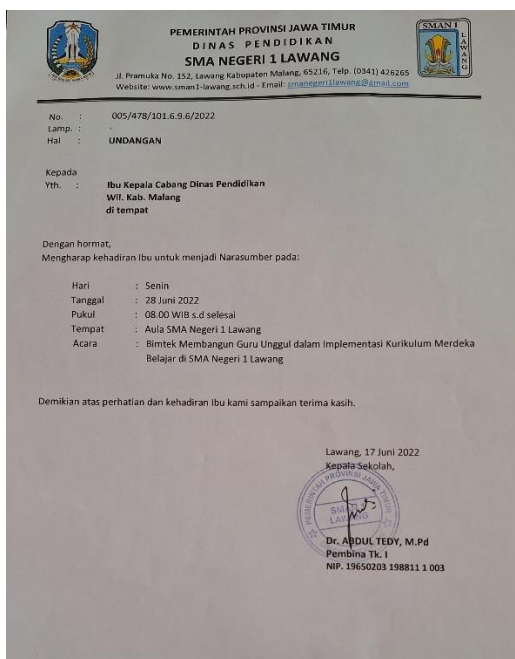 PEMERINTAH PROVINSI JAWA TIMUR
DINAS PENDIDIKAN
SMA NEGERI 1 LAWANG
Jl. Pramuka No. 152, Lawang Kabupaten Malang, 65216, Telp. (0341) 426265
Website: www.sman1-lawang.sch.id - Email: smanegeri1lawang@gmail.com
SMAN 1
LAWANG
No. : 005/478/101.6.9.6/2022
Lamp. : -
Hal : UNDANGAN
Kepada
Yth. : Ibu Kepala Cabang Dinas Pendidikan
Wil. Kab. Malang
di tempat
Dengan hormat,
Mengharap kehadiran Ibu untuk menjadi Narasumber pada:
Hari : Senin
Tanggal : 28 Juni 2022
Pukul : 08.00 WIB s.d selesai
Tempat : Aula SMA Negeri 1 Lawang
Acara : Bimtek Membangun Guru Unggul dalam Implementasi Kurikulum Merdeka
Belajar di SMA Negeri 1 Lawang
Demikian atas perhatian dan kehadiran Ibu kami sampaikan terima kasih.
Lawang, 17 Juni 2022
Kepala Sekolah,
PEMERINTAH PROVINSI JAWA TIMUR
LAWANG
Dr. ABDUL TEDY, M.Pd
Pembina Tk. I
NIP. 19650203 198811 1 003